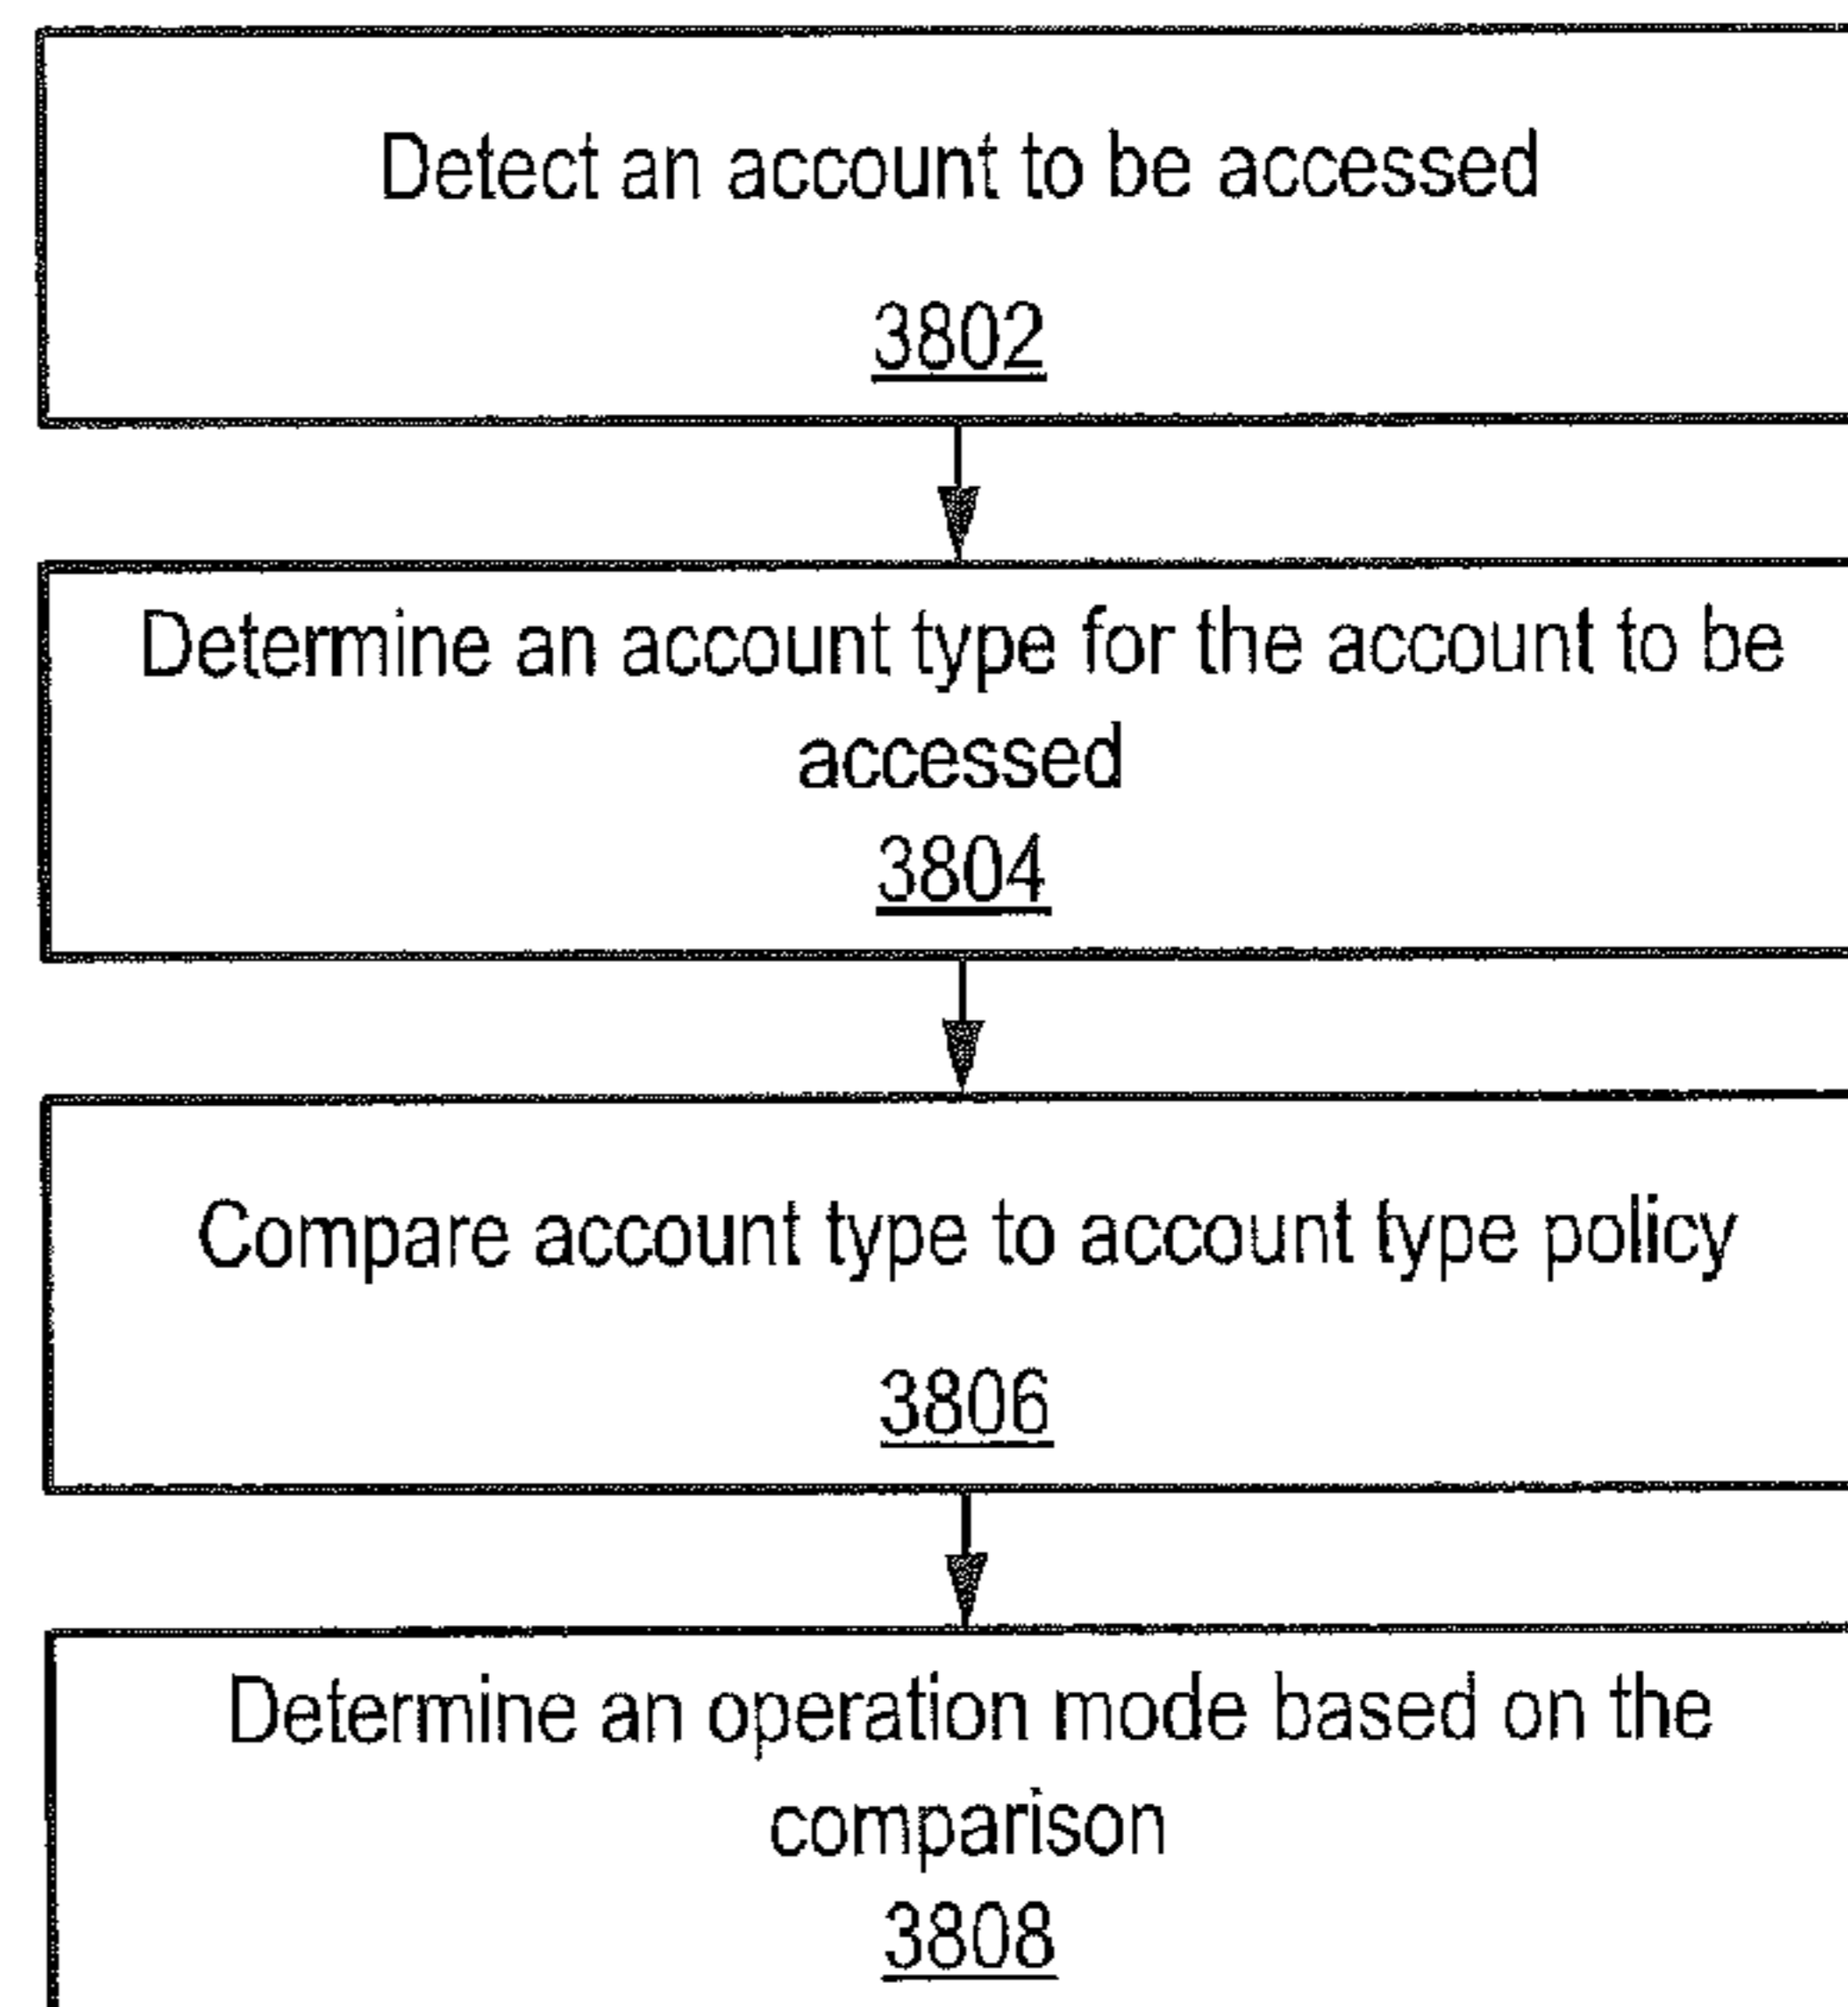 Detect an account to be accessed
3802
Determine an account type for the account to be
accessed
3804
Compare account type to account type policy
3806
Determine an operation mode based on the
comparison
3808